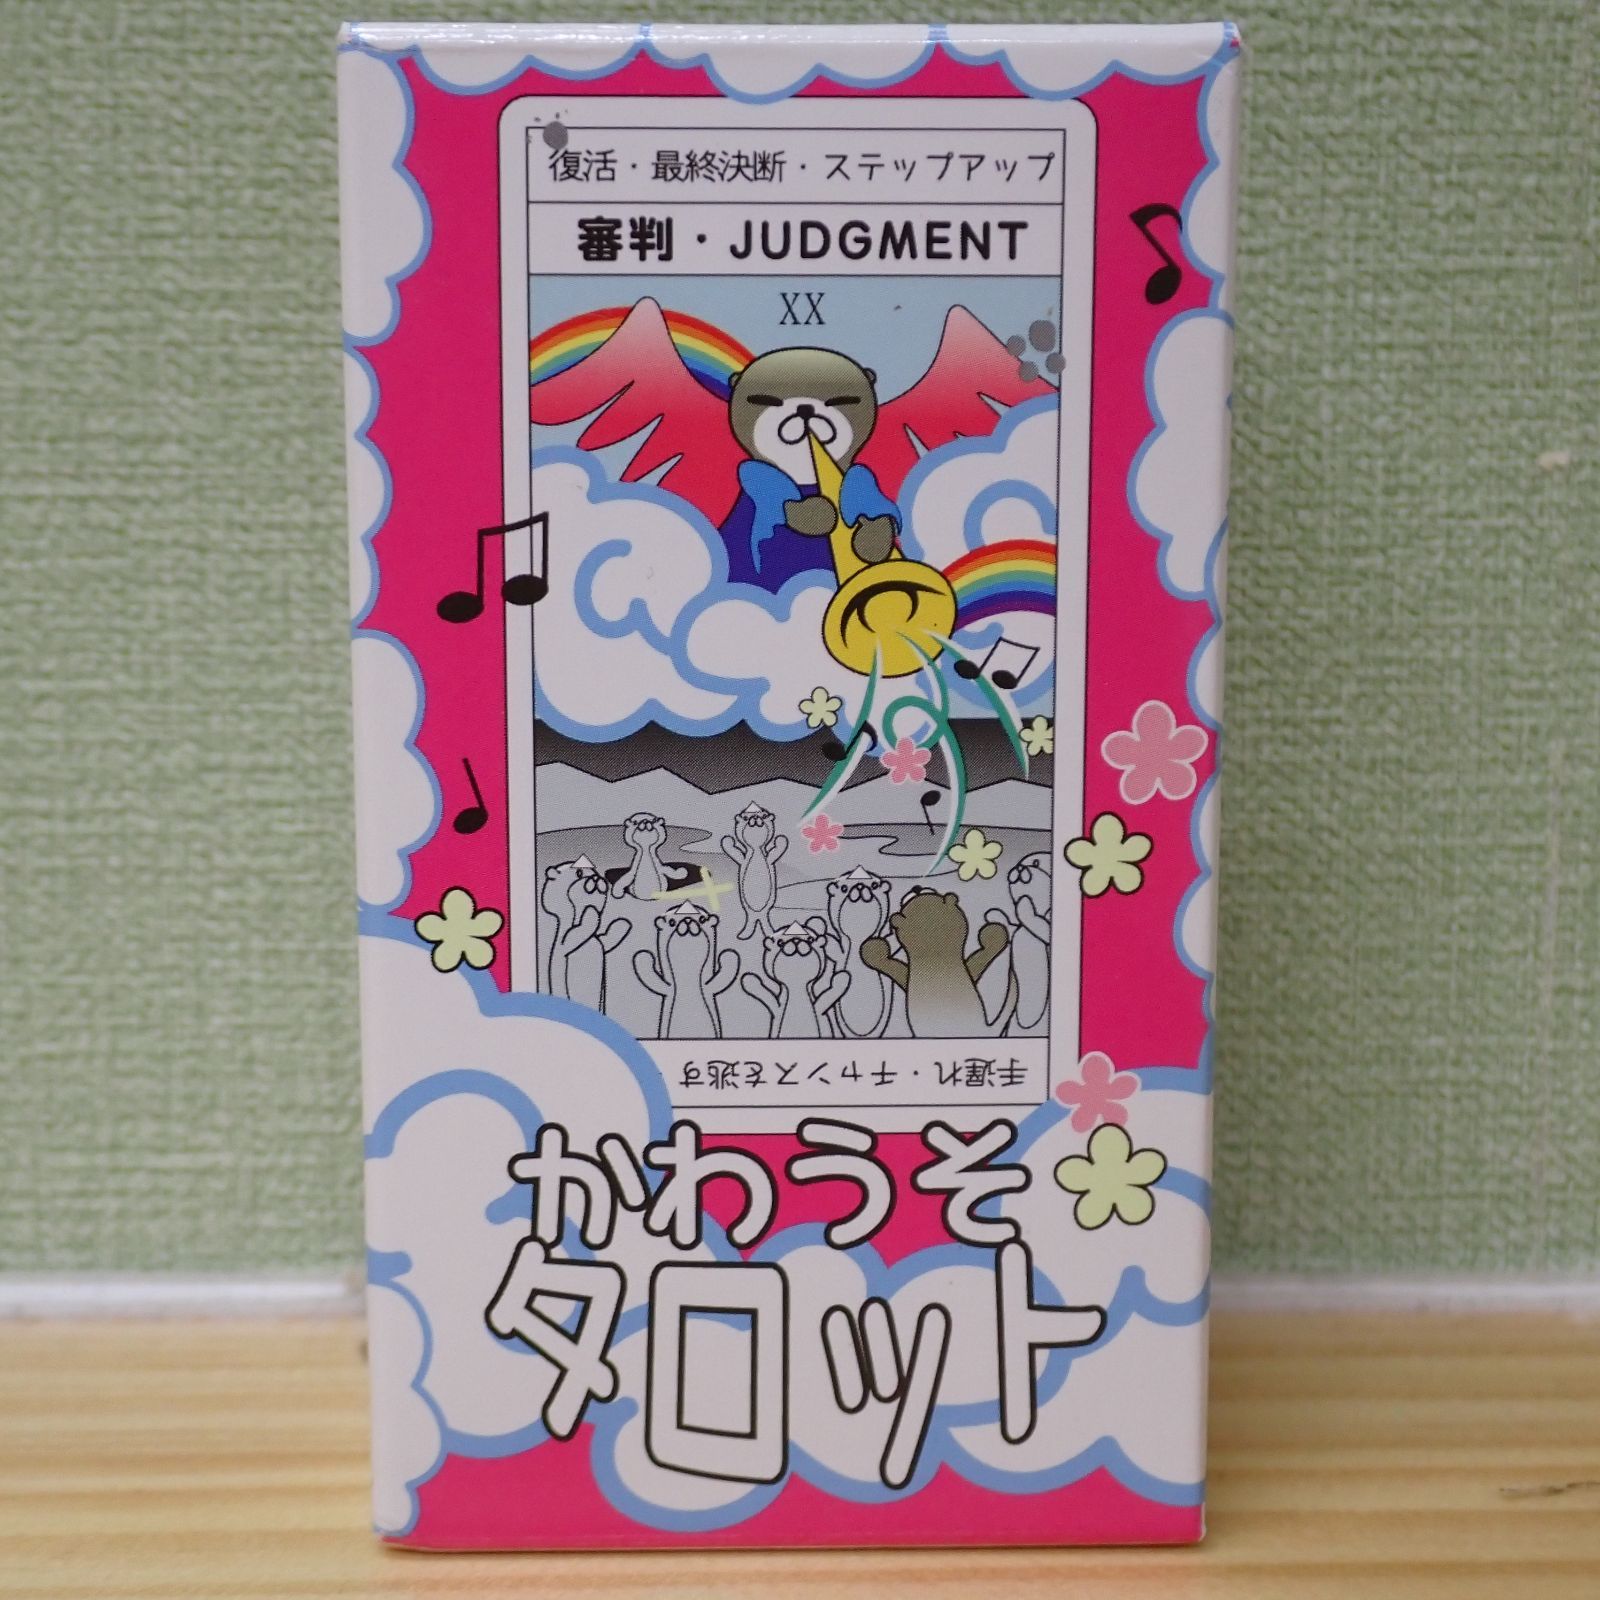 復活・最終決断・ステップアップ
審判・JUDGMENT
XX
手遅れ・チャンスを逃す
かわうそ
タロット